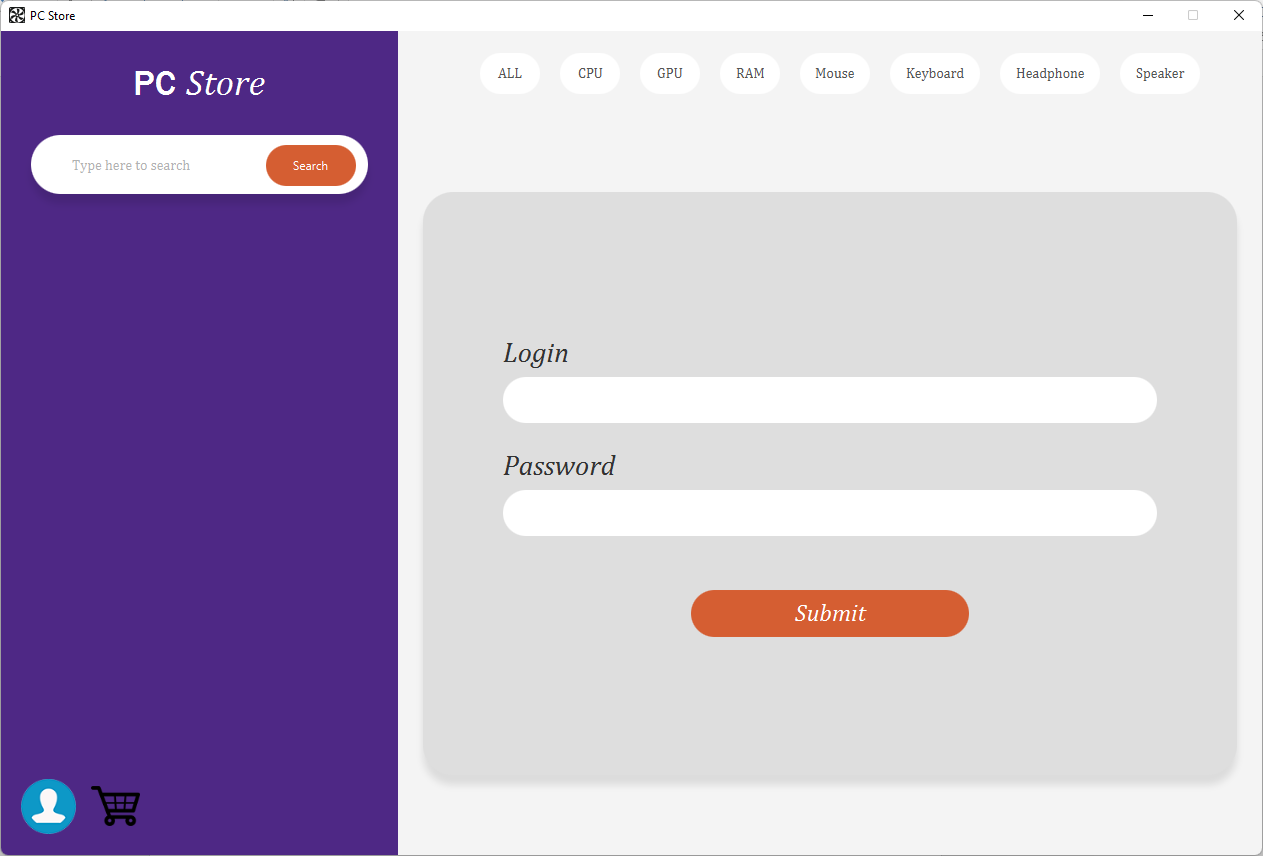 PC Store
PC Store
Type here to search
Search
ALL
CPU
GPU
RAM
Mouse
Keyboard
Headphone
Speaker
Login
Password
Submit